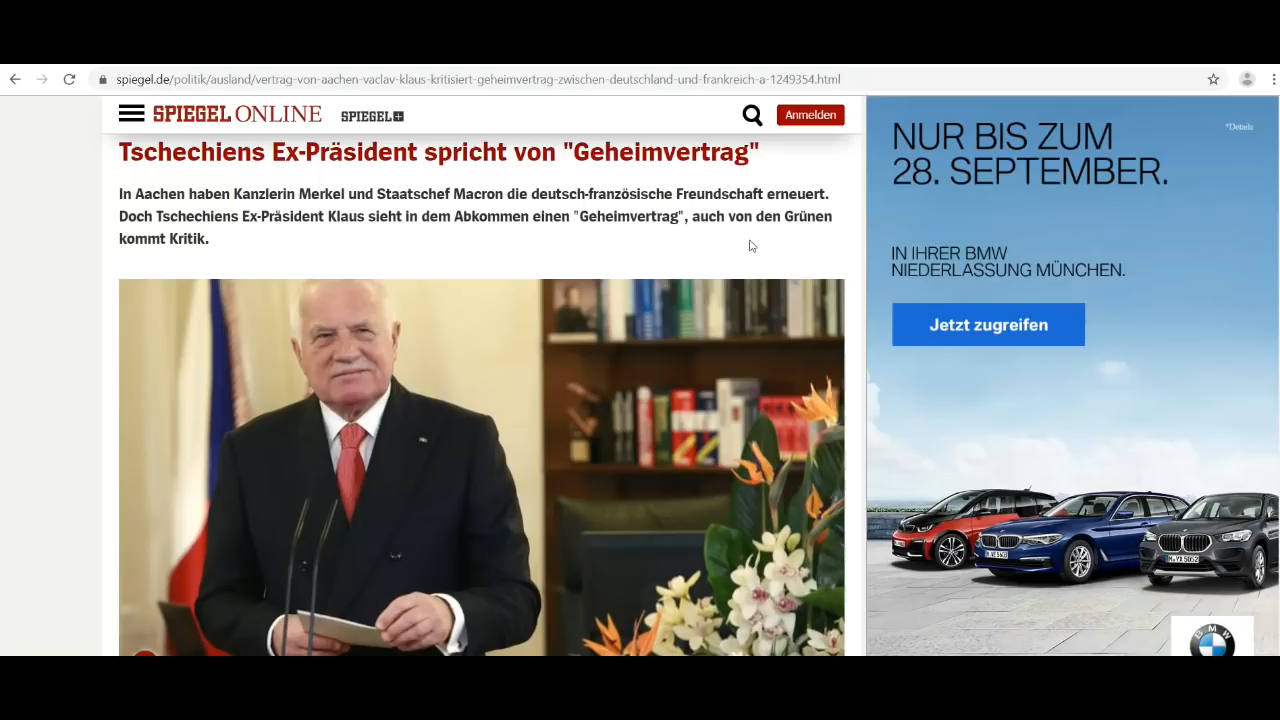 spiegel.de/politik/ausland/vertrag-von-aachen-vaclav-klaus-kritisiert-geheimvertrag-zwischen-deutschland-und-frankreich-a-1249354.html
SPIEGEL ONLINE
SPIEGEL+
Anmelden
Tschechiens Ex-Präsident spricht von "Geheimvertrag"
In Aachen haben Kanzlerin Merkel und Staatschef Macron die deutsch-französische Freundschaft erneuert.
Doch Tschechiens Ex-Präsident Klaus sieht in dem Abkommen einen "Geheimvertrag", auch von den Grünen
kommt Kritik.
NUR BIS ZUM
28. SEPTEMBER.
*Details
IN IHRER BMW
NIEDERLASSUNG MÜNCHEN.
Jetzt zugreifen
BMW